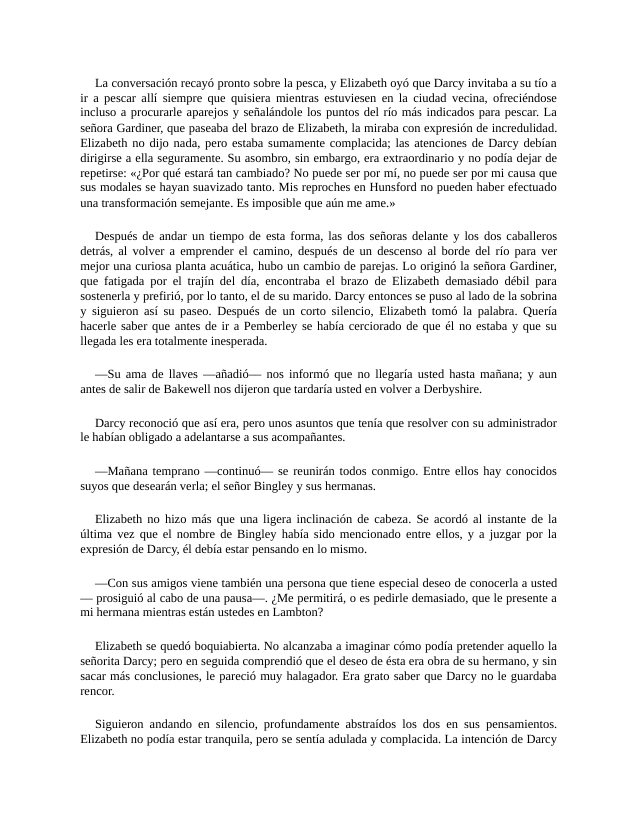 La conversación recayó pronto sobre la pesca, y Elizabeth oyó que Darcy invitaba a su tío a
ir a pescar allí siempre que quisiera mientras estuviesen en la ciudad vecina, ofreciéndose
incluso a procurarle aparejos y señalándole los puntos del río más indicados para pescar. La
señora Gardiner, que paseaba del brazo de Elizabeth, la miraba con expresión de incredulidad.
Elizabeth no dijo nada, pero estaba sumamente complacida; las atenciones de Darcy debían
dirigirse a ella seguramente. Su asombro, sin embargo, era extraordinario y no podía dejar de
repetirse: «¿Por qué estará tan cambiado? No puede ser por mí, no puede ser por mi causa que
sus modales se hayan suavizado tanto. Mis reproches en Hunsford no pueden haber efectuado
una transformación semejante. Es imposible que aún me ame.»
Después de andar un tiempo de esta forma, las dos señoras delante y los dos caballeros
detrás, al volver a emprender el camino, después de un descenso al borde del río para ver
mejor una curiosa planta acuática, hubo un cambio de parejas. Lo originó la señora Gardiner,
que fatigada por el trajín del día, encontraba el brazo de Elizabeth demasiado débil para
sostenerla y prefirió, por lo tanto, el de su marido. Darcy entonces se puso al lado de la sobrina
y siguieron así su paseo. Después de un corto silencio, Elizabeth tomó la palabra. Quería
hacerle saber que antes de ir a Pemberley se había cerciorado de que él no estaba y que su
llegada les era totalmente inesperada.
—Su ama de llaves —añadió— nos informó que no llegaría usted hasta mañana; y aun
antes de salir de Bakewell nos dijeron que tardaría usted en volver a Derbyshire.
Darcy reconoció que así era, pero unos asuntos que tenía que resolver con su administrador
le habían obligado a adelantarse a sus acompañantes.
—Mañana temprano —continuó— se reunirán todos conmigo. Entre ellos hay conocidos
suyos que desearán verla; el señor Bingley y sus hermanas.
Elizabeth no hizo más que una ligera inclinación de cabeza. Se acordó al instante de la
última vez que el nombre de Bingley había sido mencionado entre ellos, y a juzgar por la
expresión de Darcy, él debía estar pensando en lo mismo.
—Con sus amigos viene también una persona que tiene especial deseo de conocerla a usted
— prosiguió al cabo de una pausa—. ¿Me permitirá, o es pedirle demasiado, que le presente a
mi hermana mientras están ustedes en Lambton?
Elizabeth se quedó boquiabierta. No alcanzaba a imaginar cómo podía pretender aquello la
señorita Darcy; pero en seguida comprendió que el deseo de ésta era obra de su hermano, y sin
sacar más conclusiones, le pareció muy halagador. Era grato saber que Darcy no le guardaba
rencor.
Siguieron andando en silencio, profundamente abstraídos los dos en sus pensamientos.
Elizabeth no podía estar tranquila, pero se sentía adulada y complacida. La intención de Darcy